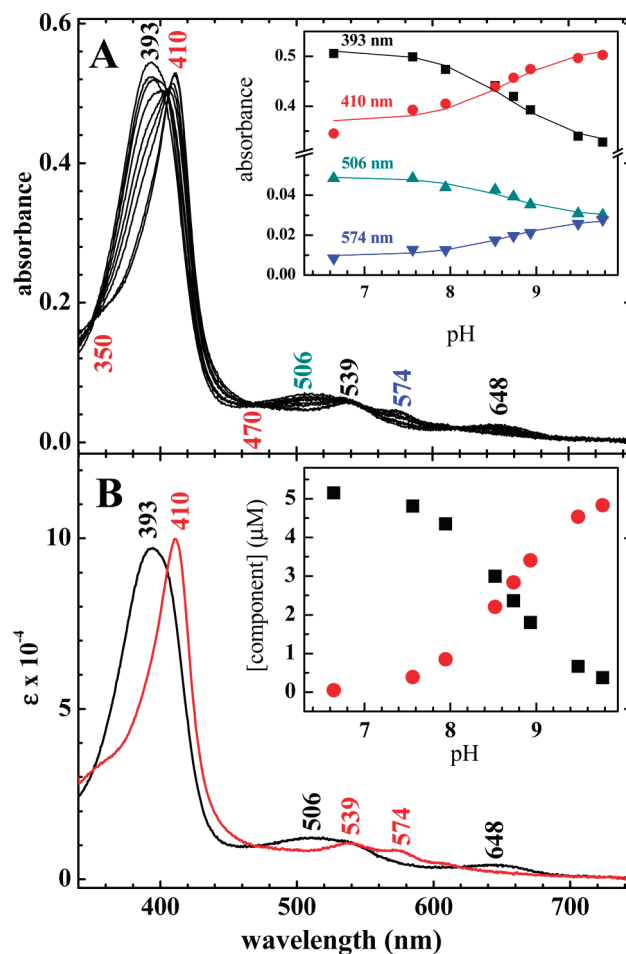 A
393
410
0.6
0.4
0.2
0.0
absorbance
350
470
506
539
574
648
393 nm
410 nm
506 nm
574 nm
0.5
0.4
0.04
0.02
0.00
absorbance
7 8 9
pH
B
393
410
10
5
0
ε x 10⁻⁴
506
539
574
648
5
4
3
2
1
0
[component] (μM)
7 8 9
pH
400 500 600 700
wavelength (nm)